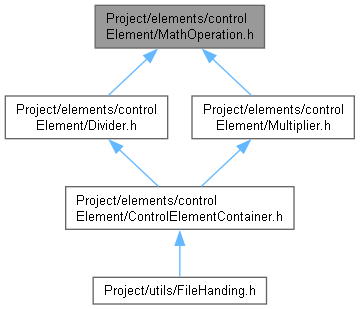 Project/elements/control
Element/MathOperation.h
Project/elements/control
Element/Divider.h
Project/elements/control
Element/Multiplier.h
Project/elements/control
Element/ControlElementContainer.h
Project/utils/FileHanding.h